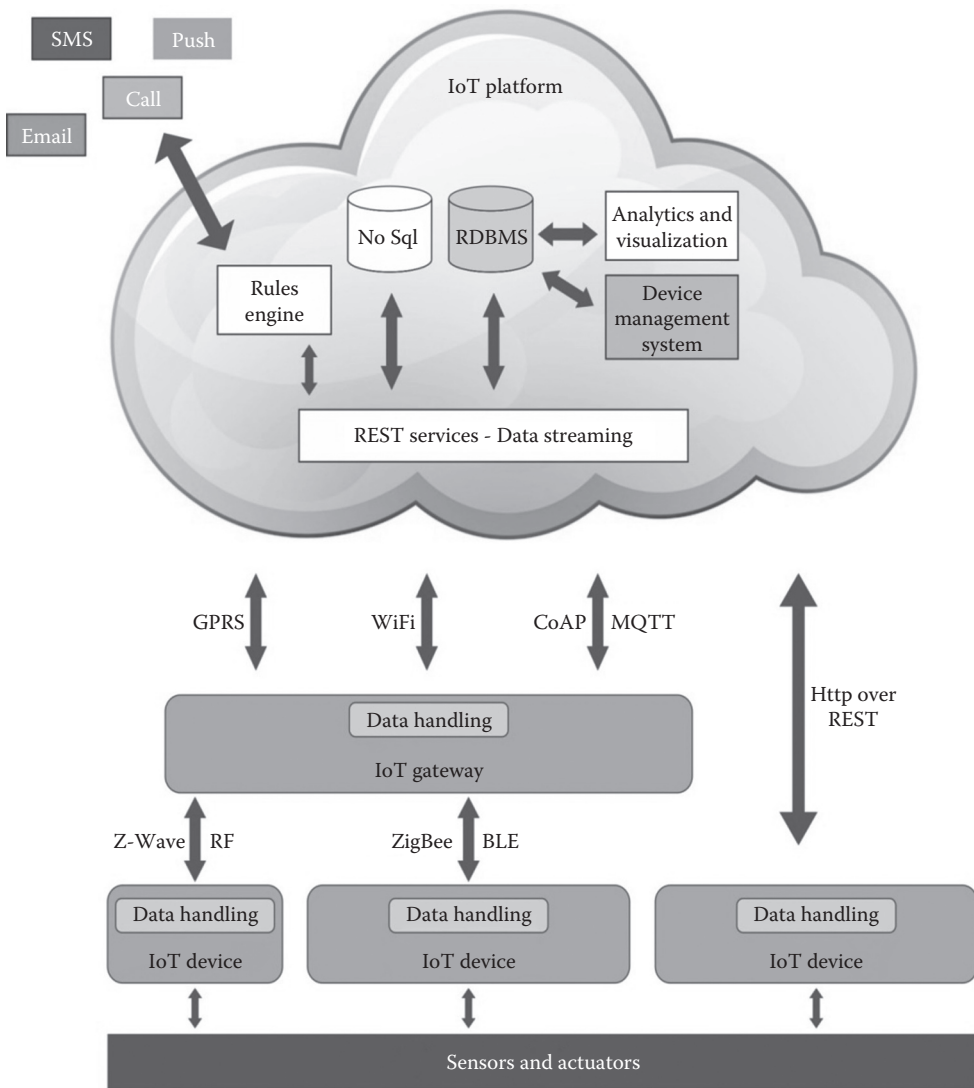 SMS
Push
Call
Email
IoT platform
No Sql
RDBMS
Analytics and
visualization
Rules
engine
Device
management
system
REST services - Data streaming
GPRS
WiFi
CoAP
MQTT
Http over
REST
Data handling
IoT gateway
Z-Wave
RF
ZigBee
BLE
Data handling
IoT device
Data handling
IoT device
Data handling
IoT device
Sensors and actuators